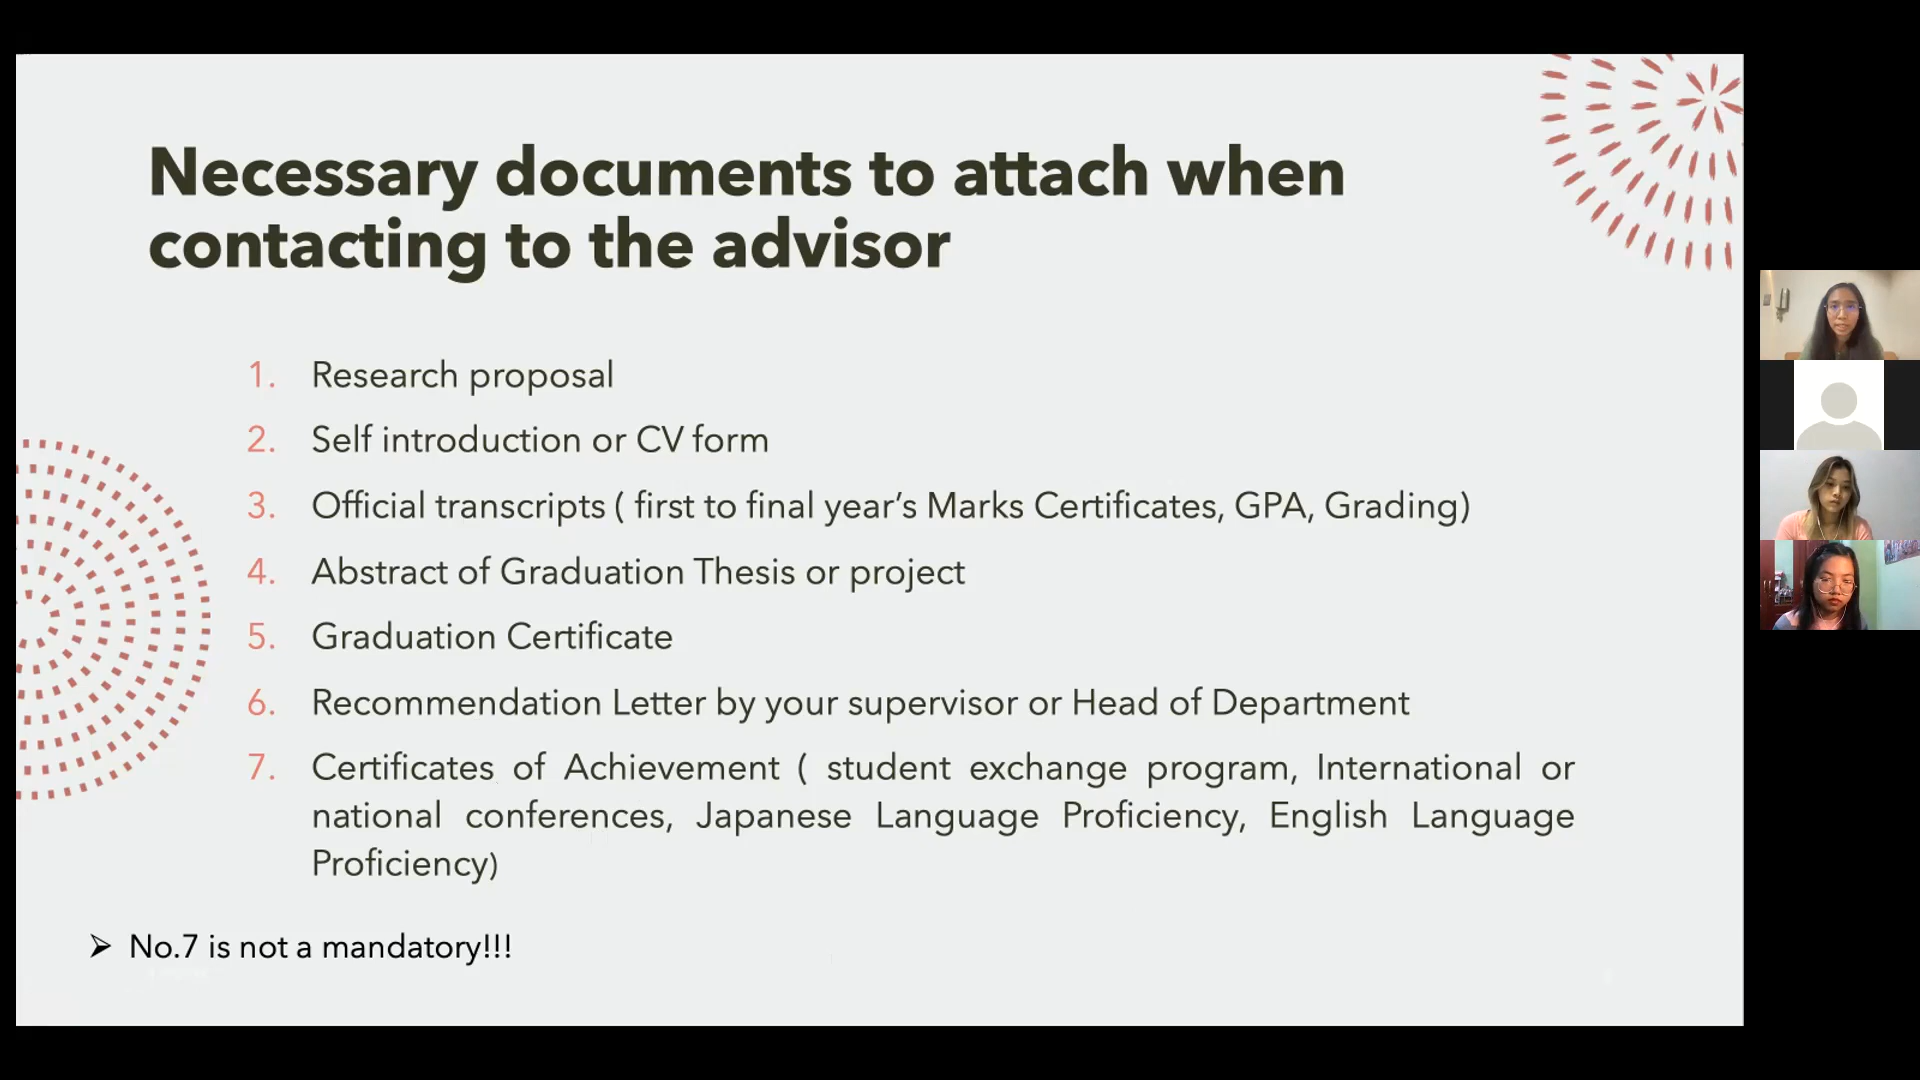 Necessary documents to attach when
contacting to the advisor
1. Research proposal
2. Self introduction or CV form
3. Official transcripts ( first to final year’s Marks Certificates, GPA, Grading)
4. Abstract of Graduation Thesis or project
5. Graduation Certificate
6. Recommendation Letter by your supervisor or Head of Department
7. Certificates of Achievement ( student exchange program, International or
national conferences, Japanese Language Proficiency, English Language
Proficiency)
➢ No.7 is not a mandatory!!!